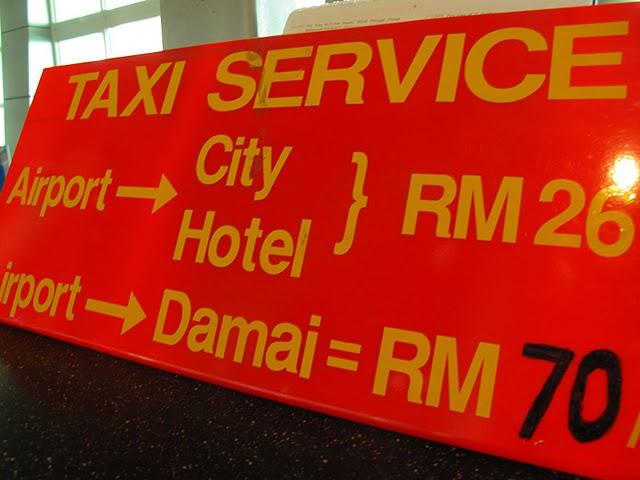 TAXI SERVICE
Airport → City
Hotel } RM 26
irport → Damai = RM 70